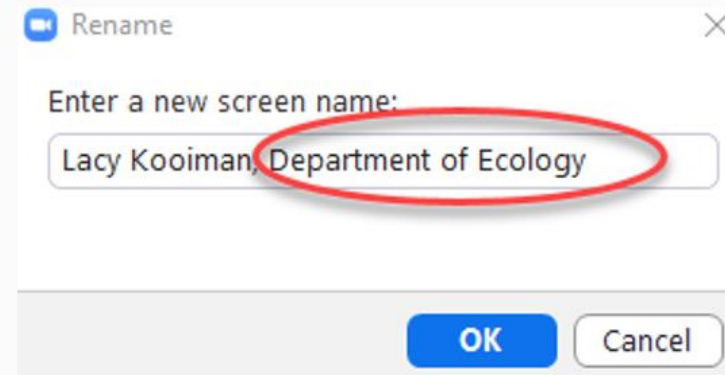 Rename
Enter a new screen name:
Lacy Kooiman, Department of Ecology
OK Cancel